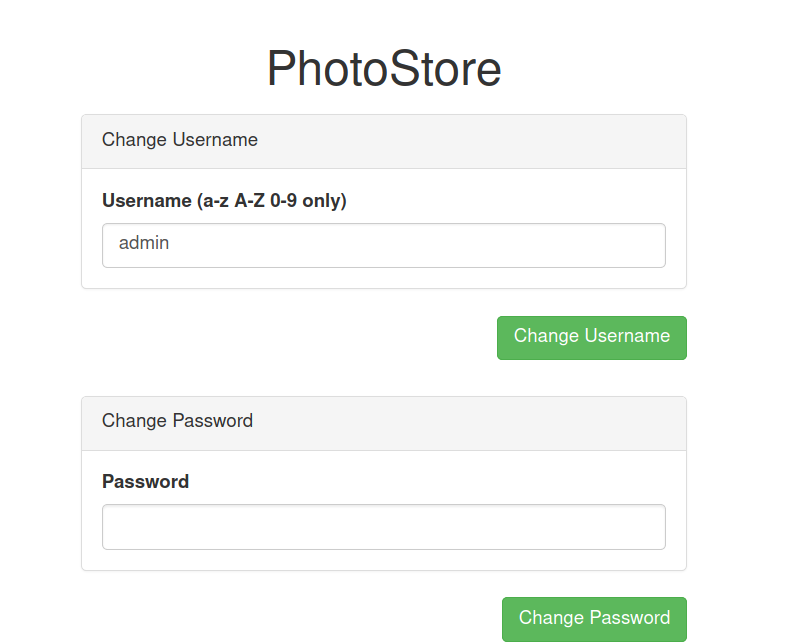 PhotoStore
Change Username
Username (a-z A-Z 0-9 only)
admin
Change Username
Change Password
Password
Change Password